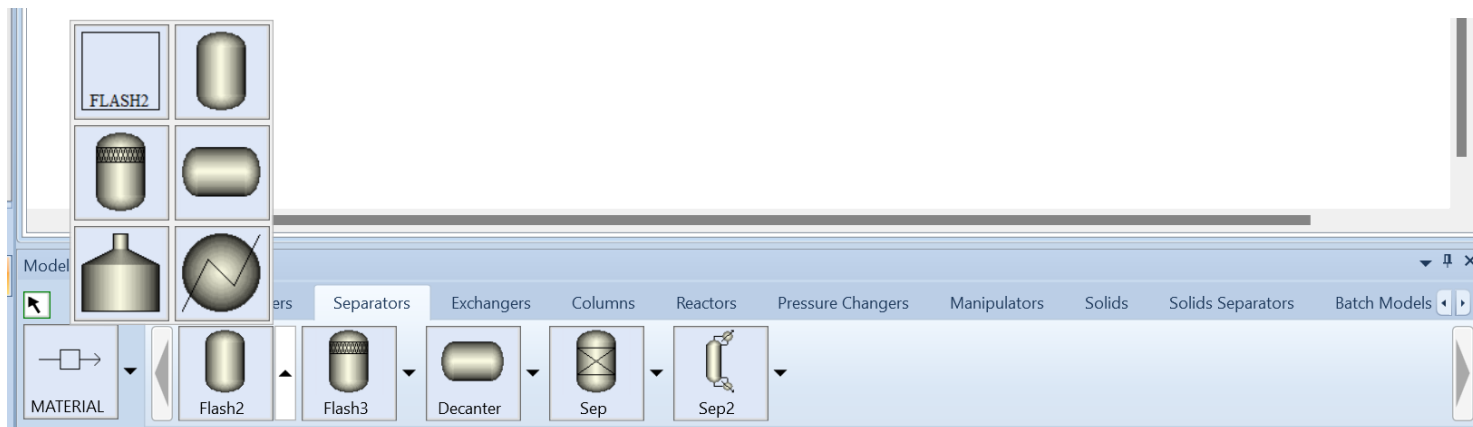 FLASH2
Model
ers Separators Exchangers Columns Reactors Pressure Changers Manipulators Solids Solids Separators Batch Models
MATERIAL Flash2 Flash3 Decanter Sep Sep2